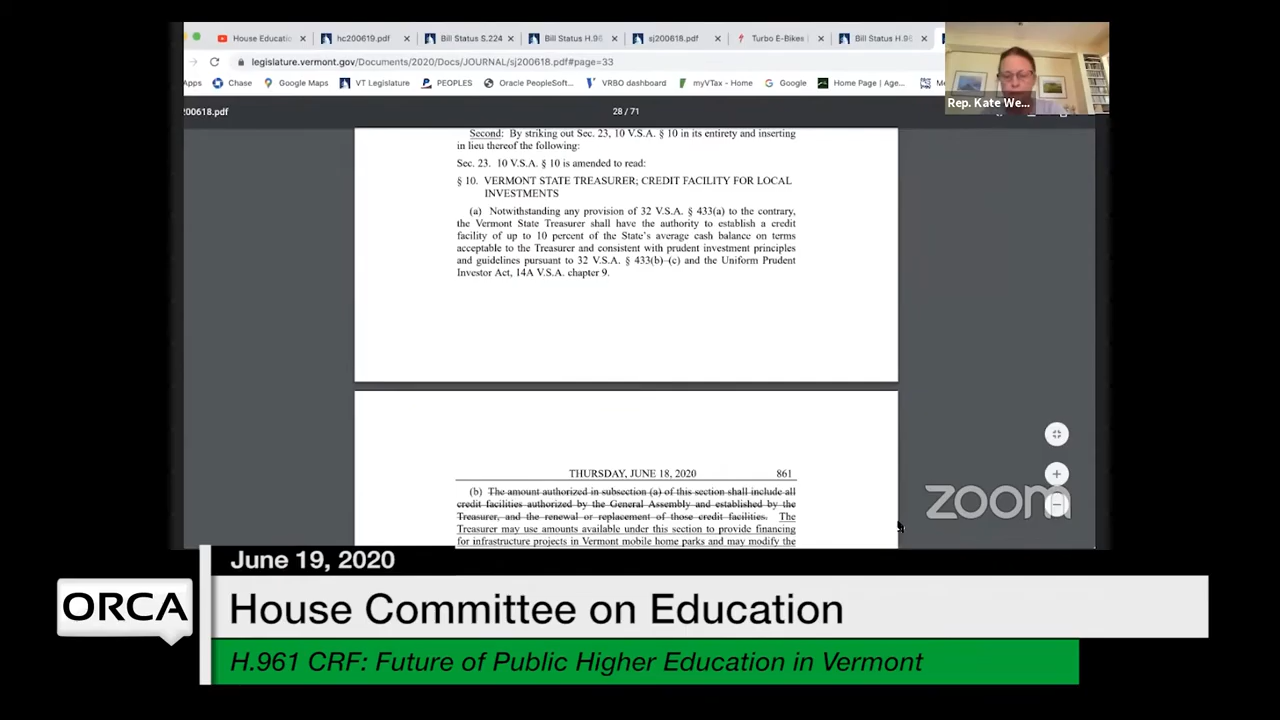 House Educatio
hc200619.pdf
Bill Status S.224
Bill Status H.96
sj200618.pdf
Turbo E-Bikes |
Bill Status H.96
legislature.vermont.gov/Documents/2020/Docs/JOURNAL/sj200618.pdf#page=33
Apps
Chase
Google Maps
VT Legislature
PEOPLES
Oracle PeopleSoft...
VRBO dashboard
myVTax - Home
Google
Home Page | Age...
Rep. Kate We...
200618.pdf
28 / 71
Second: By striking out Sec. 23, 10 V.S.A. § 10 in its entirety and inserting
in lieu thereof the following:
Sec. 23. 10 V.S.A. § 10 is amended to read:
§ 10. VERMONT STATE TREASURER; CREDIT FACILITY FOR LOCAL
INVESTMENTS
(a) Notwithstanding any provision of 32 V.S.A. § 433(a) to the contrary,
the Vermont State Treasurer shall have the authority to establish a credit
facility of up to 10 percent of the State's average cash balance on terms
acceptable to the Treasurer and consistent with prudent investment principles
and guidelines pursuant to 32 V.S.A. § 433(b)-(c) and the Uniform Prudent
Investor Act, 14A V.S.A. chapter 9.
THURSDAY, JUNE 18, 2020 861
(b) The amount authorized in subsection (a) of this section shall include all
credit facilities authorized by the General Assembly and established by the
Treasurer, and the renewal or replacement of those credit facilities. The
Treasurer may use amounts available under this section to provide financing
for infrastructure projects in Vermont mobile home parks and may modify the
zoom
June 19, 2020
ORCA
House Committee on Education
H.961 CRF: Future of Public Higher Education in Vermont